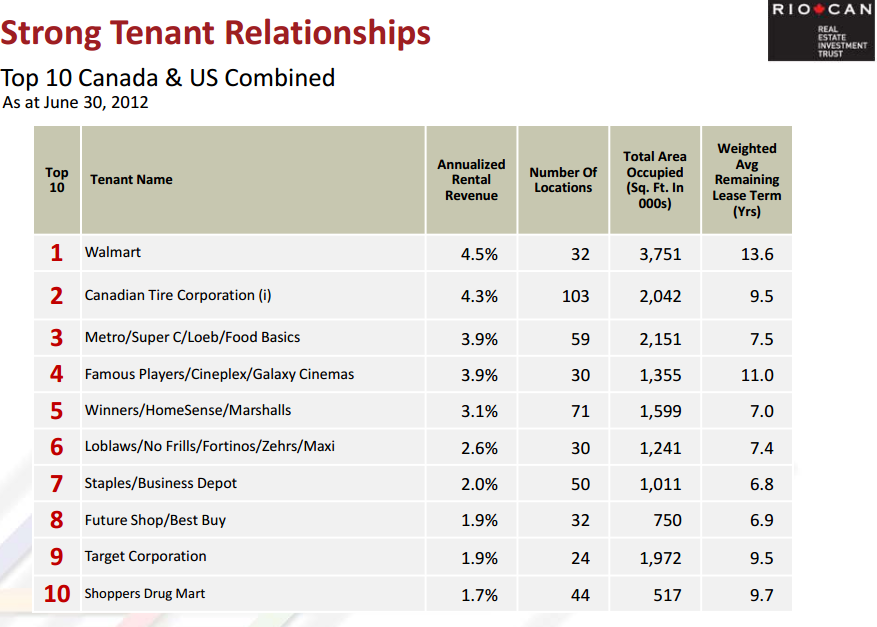 RIO CAN
REAL
ESTATE
INVESTMENT
TRUST
Strong Tenant Relationships
Top 10 Canada & US Combined
As at June 30, 2012
Top 10 Tenant Name Annualized Rental Revenue Number Of Locations Total Area Occupied (Sq. Ft. In 000s) Weighted Avg Remaining Lease Term (Yrs)
1 Walmart 4.5% 32 3,751 13.6
2 Canadian Tire Corporation (i) 4.3% 103 2,042 9.5
3 Metro/Super C/Loeb/Food Basics 3.9% 59 2,151 7.5
4 Famous Players/Cineplex/Galaxy Cinemas 3.9% 30 1,355 11.0
5 Winners/HomeSense/Marshalls 3.1% 71 1,599 7.0
6 Loblaws/No Frills/Fortinos/Zehrs/Maxi 2.6% 30 1,241 7.4
7 Staples/Business Depot 2.0% 50 1,011 6.8
8 Future Shop/Best Buy 1.9% 32 750 6.9
9 Target Corporation 1.9% 24 1,972 9.5
10 Shoppers Drug Mart 1.7% 44 517 9.7